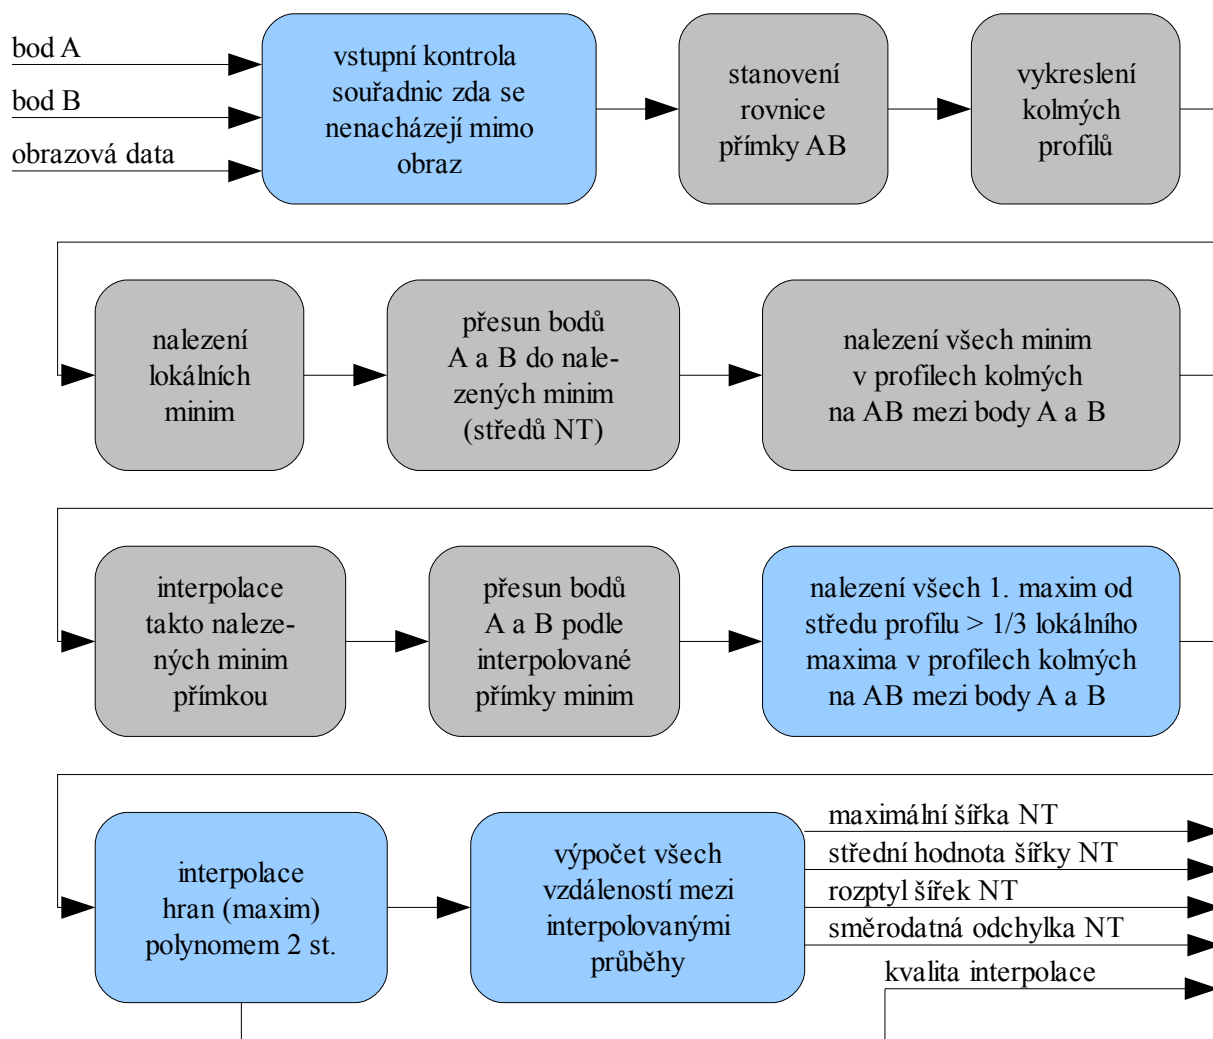 bod A
bod B
obrazová data
vstupní kontrola
souřadnic zda se
nenacházejí mimo
obraz
stanovení
rovnice
přímky AB
vykreslení
kolmých
profilů
nalezení
lokálních
minim
přesun bodů
A a B do nale-
zených minim
(středů NT)
nalezení všech minim
v profilech kolmých
na AB mezi body A a B
interpolace
takto naleze-
ných minim
přímkou
přesun bodů
A a B podle
interpolované
přímky minim
nalezení všech 1. maxim od
středu profilu > 1/3 lokálního
maxima v profilech kolmých
na AB mezi body A a B
interpolace
hran (maxim)
polynomem 2 st.
výpočet všech
vzdáleností mezi
interpolovanými
průběhy
maximální šířka NT
střední hodnota šířky NT
rozptyl šířek NT
směrodatná odchylka NT
kvalita interpolace